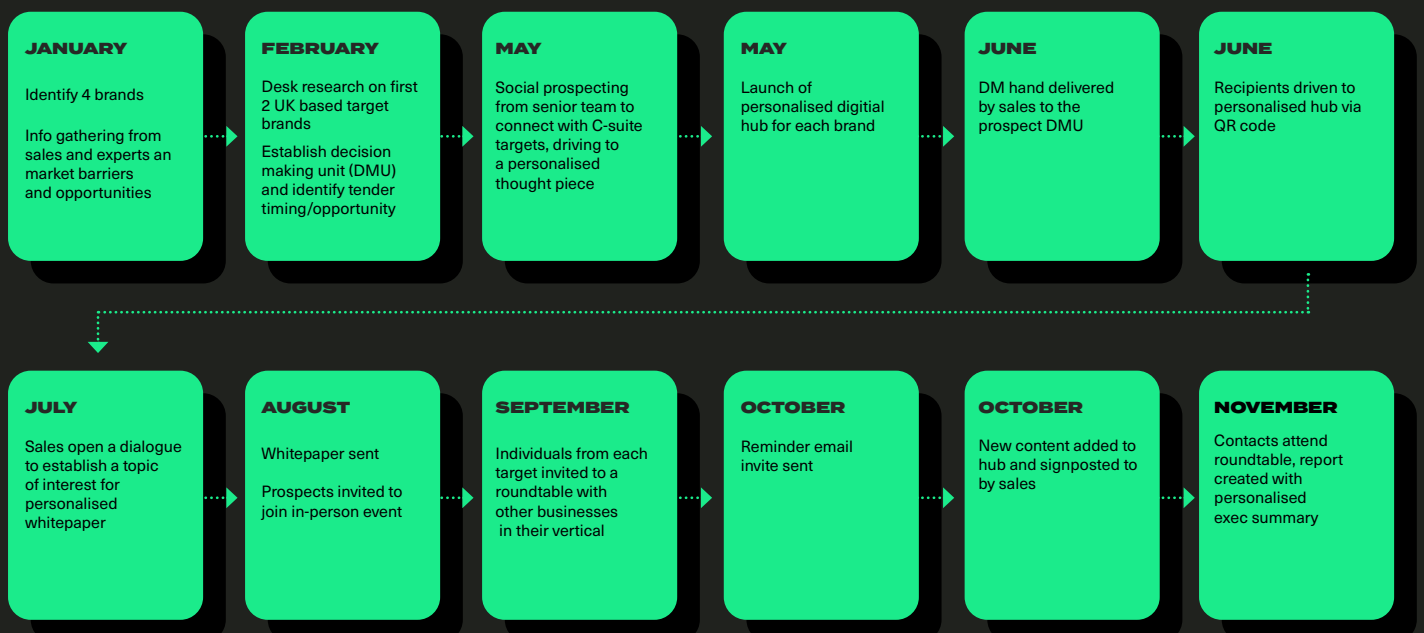 JANUARY
Identify 4 brands
Info gathering from
sales and experts an
market barriers
and opportunities
FEBRUARY
Desk research on first
2 UK based target
brands
Establish decision
making unit (DMU)
and identify tender
timing/opportunity
MAY
Social prospecting
from senior team to
connect with C-suite
targets, driving to
a personalised
thought piece
MAY
Launch of
personalised digitial
hub for each brand
JUNE
DM hand delivered
by sales to the
prospect DMU
JUNE
Recipients driven to
personalised hub via
QR code
JULY
Sales open a dialogue
to establish a topic
of interest for
personalised
whitepaper
AUGUST
Whitepaper sent
Prospects invited to
join in-person event
SEPTEMBER
Individuals from each
target invited to a
roundtable with
other businesses
in their vertical
OCTOBER
Reminder email
invite sent
OCTOBER
New content added to
hub and signposted to
by sales
NOVEMBER
Contacts attend
roundtable, report
created with
personalised
exec summary